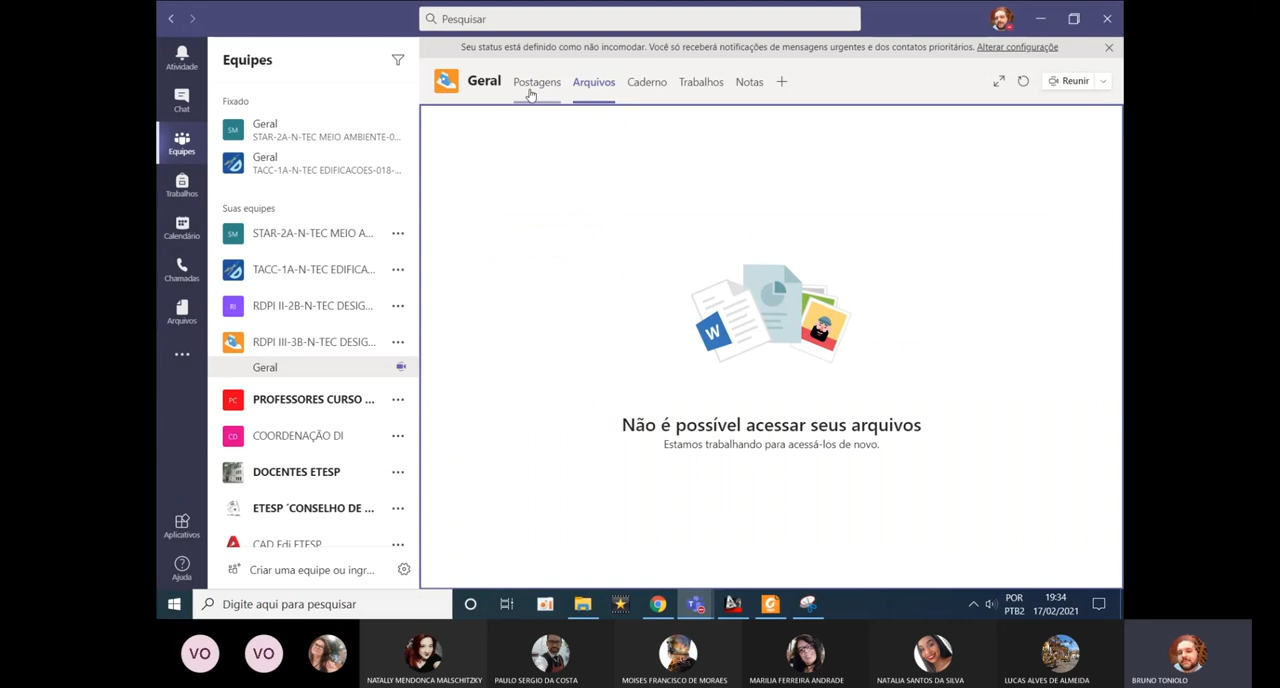 Pesquisar
Seu status está definido como não incomodar. Você só receberá notificações de mensagens urgentes e dos contatos prioritários. Alterar configuraçõe
Atividade
Chat
Equipes
Trabalhos
Calendário
Chamadas
Arquivos
Aplicativos
Ajuda
Equipes
Fixado
SM
Geral
STAR-2A-N-TEC MEIO AMBIENTE-0...
Geral
TACC-1A-N-TEC EDIFICACOES-018-...
Suas equipes
SM STAR-2A-N-TEC MEIO A...
TACC-1A-N-TEC EDIFICA...
RI RDPI II-2B-N-TEC DESIG...
RDPI III-3B-N-TEC DESIG...
Geral
PC PROFESSORES CURSO ...
CD COORDENAÇÃO DI
DOCENTES ETESP
ETESP ´CONSELHO DE ...
CAD Edi ETESP
Criar uma equipe ou ingr...
Geral Postagens Arquivos Caderno Trabalhos Notas + Reunir
W
Não é possível acessar seus arquivos
Estamos trabalhando para acessá-los de novo.
Digite aqui para pesquisar
POR
PTB2
19:34
17/02/2021
VO
VO
NATALLY MENDONCA MALSCHITZKY
PAULO SERGIO DA COSTA
MOISES FRANCISCO DE MORAES
MARILIA FERREIRA ANDRADE
NATALIA SANTOS DA SILVA
LUCAS ALVES DE ALMEIDA
BRUNO TONIOLO